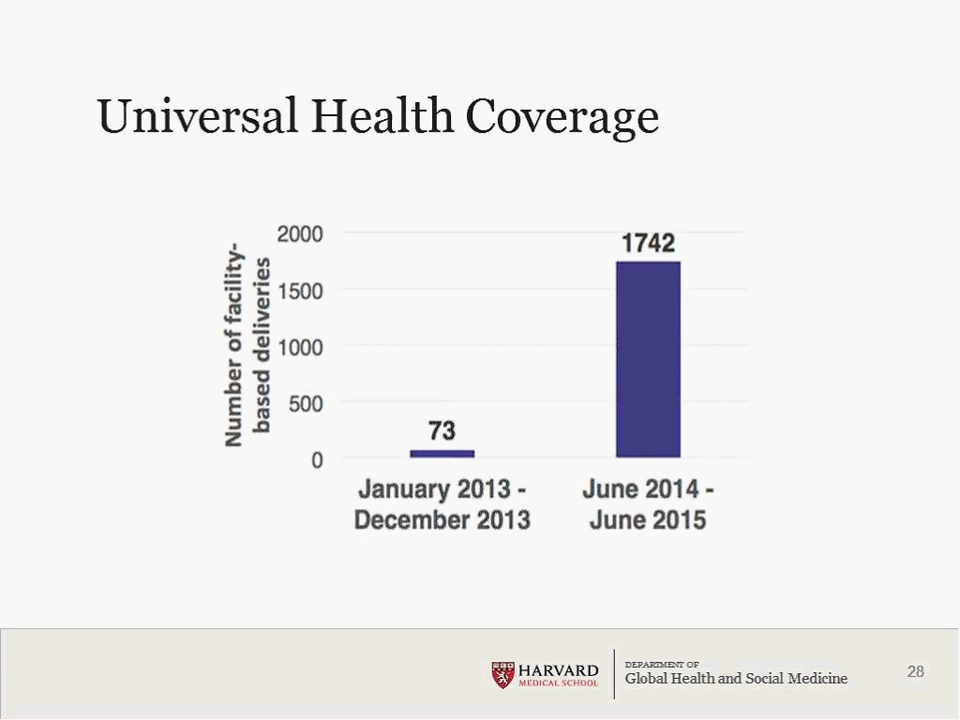 Universal Health Coverage
Number of facility-
based deliveries
2000
1500
1000
500
0
73
1742
January 2013 -
December 2013
June 2014 -
June 2015
HARVARD
MEDICAL SCHOOL
DEPARTMENT OF
Global Health and Social Medicine
28